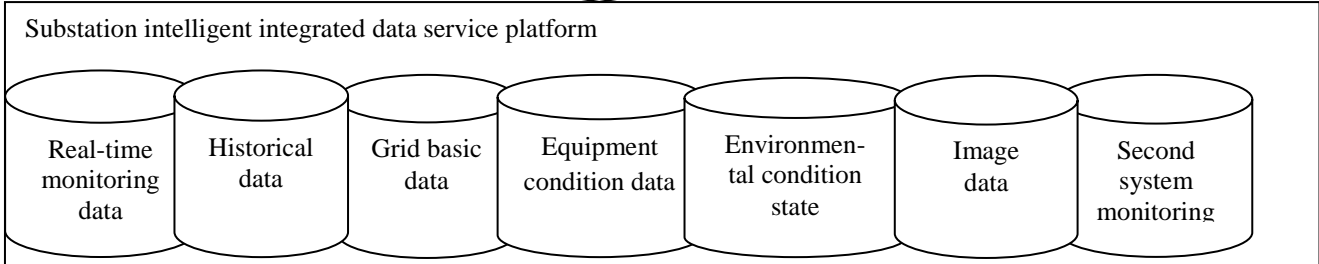 Substation intelligent integrated data service platform
Real-time
monitoring
data
Historical
data
Grid basic
data
Equipment
condition data
Environmen-
tal condition
state
Image
data
Second
system
monitoring